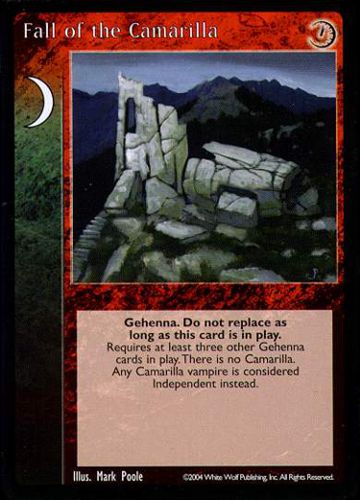 Fall of the Camarilla
Gehenna. Do not replace as
long as this card is in play.
Requires at least three other Gehenna
cards in play. There is no Camarilla.
Any Camarilla vampire is considered
Independent instead.
Illus. Mark Poole
©2004 White Wolf Publishing, Inc. All Rights Reserved.